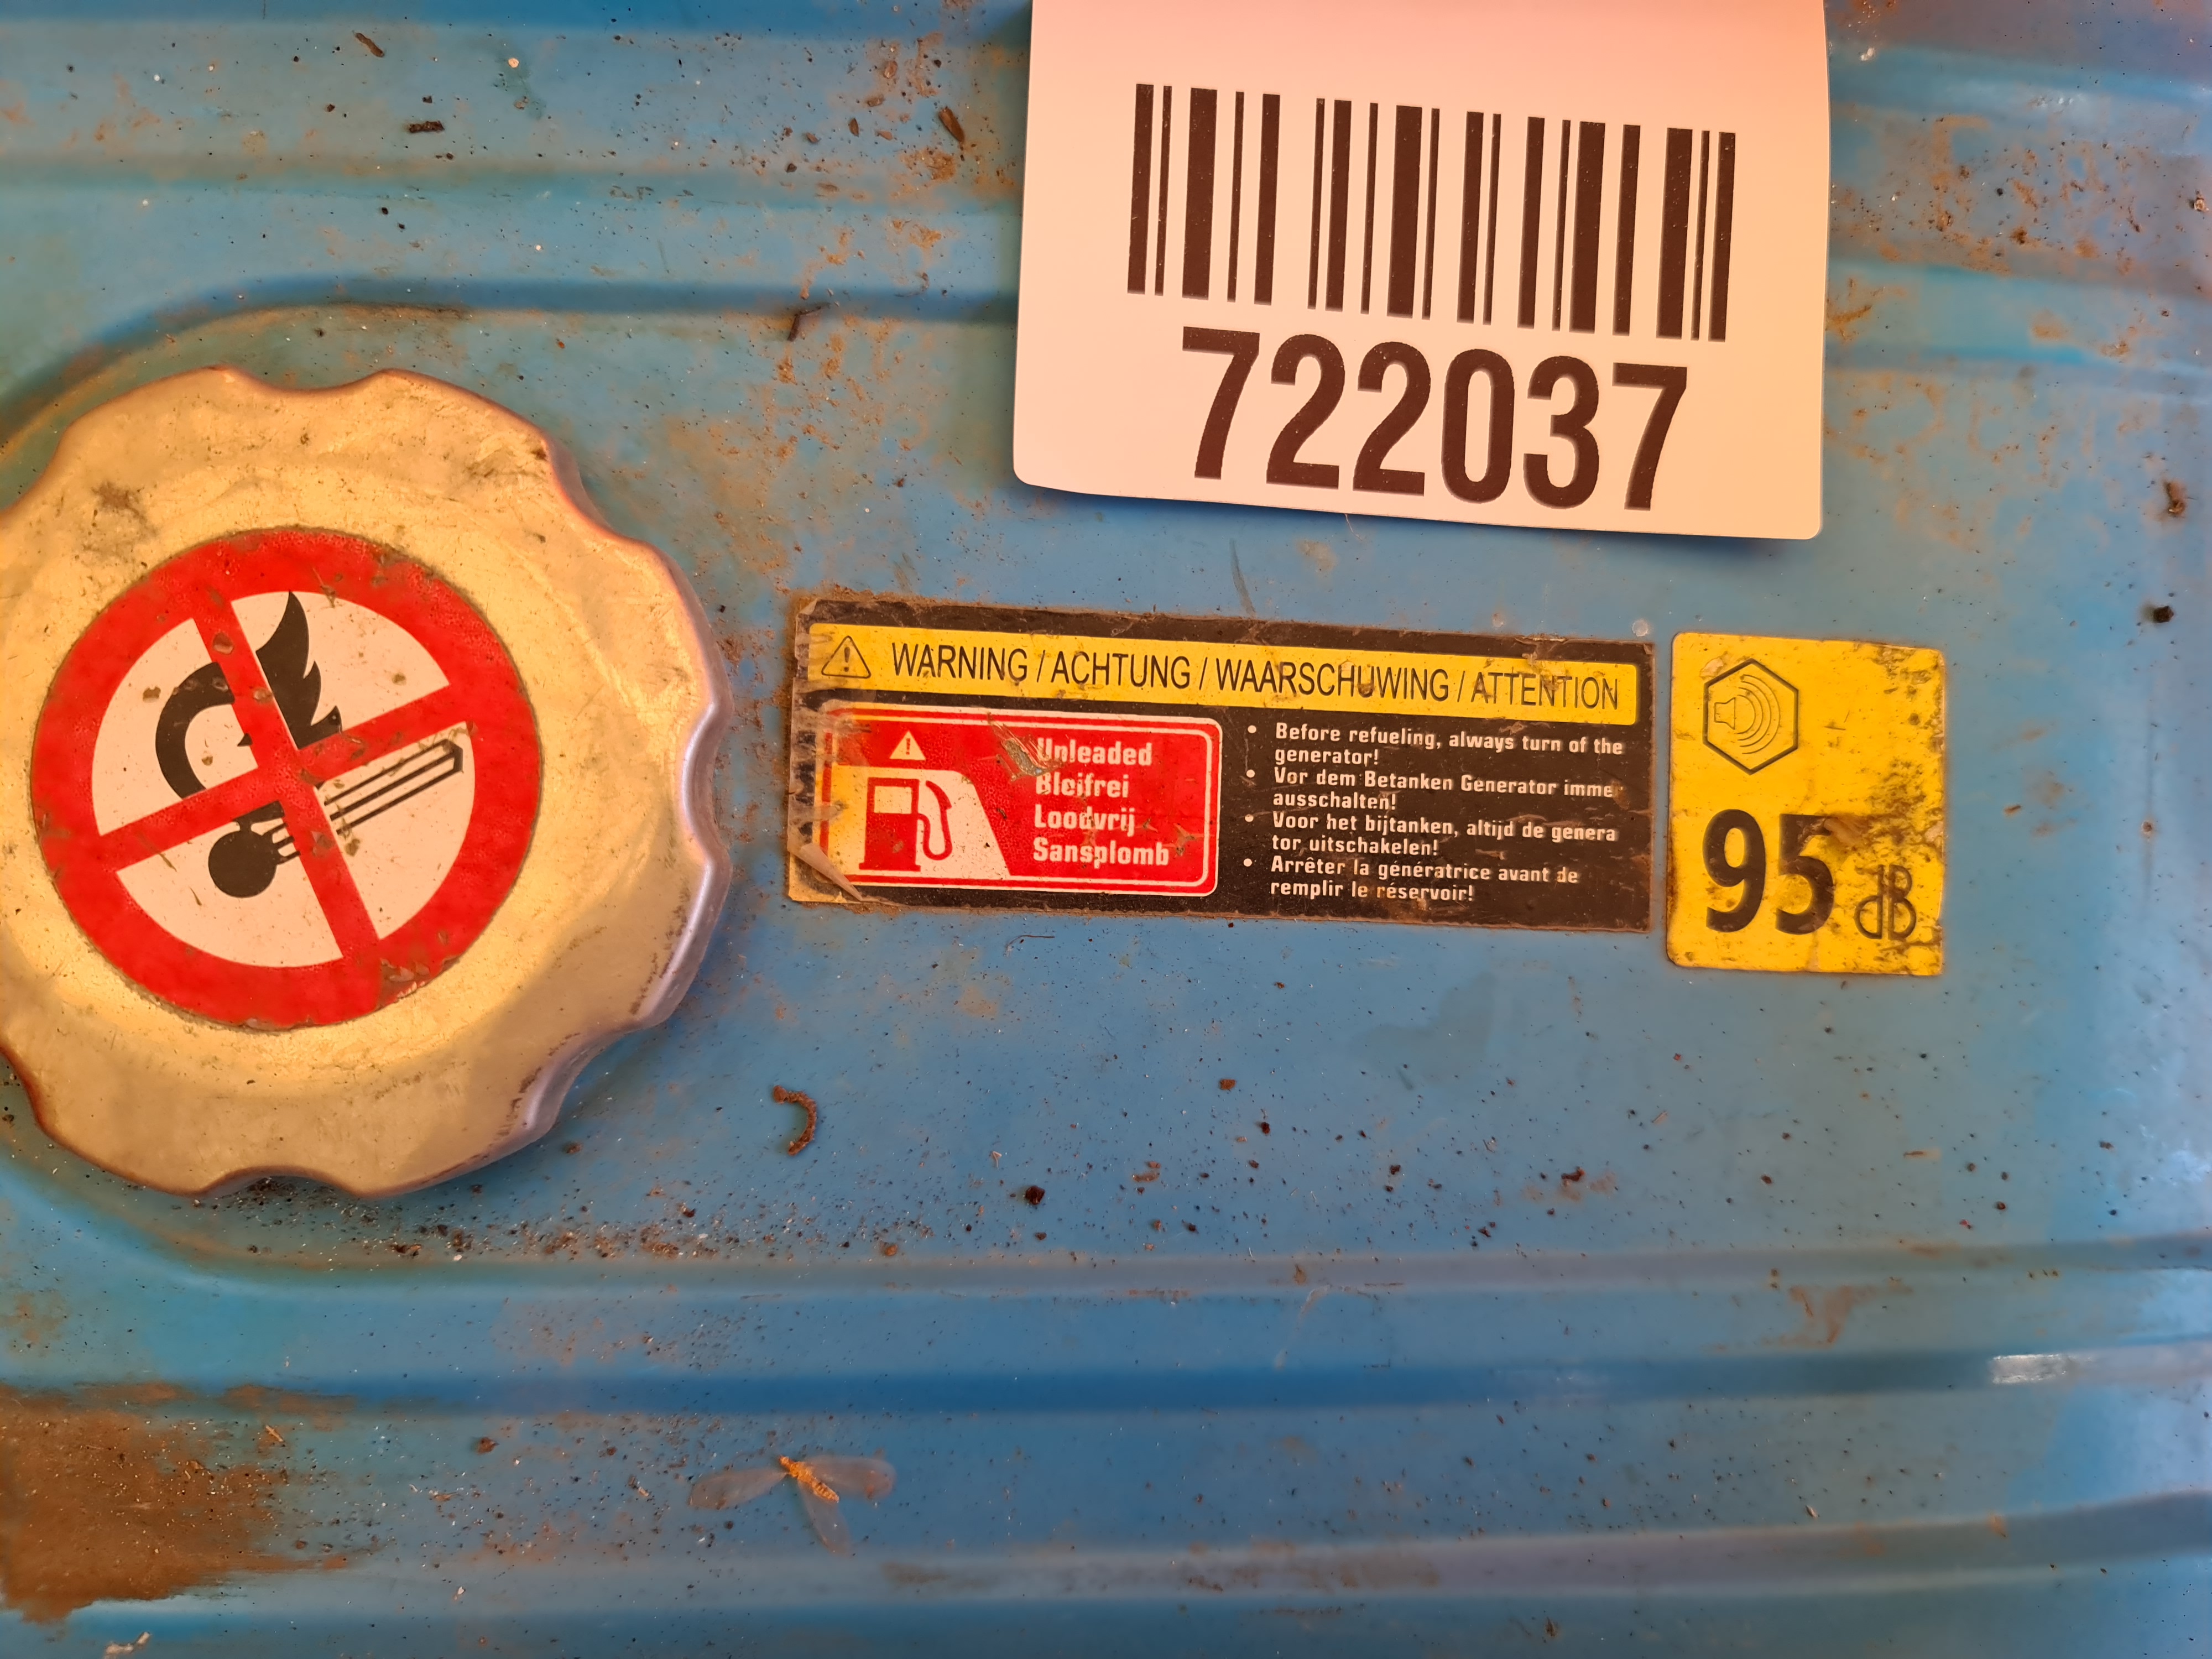 722037
WARNING / ACHTUNG / WAARSCHUWING / ATTENTION
Unleaded
Bleifrei
Loodvrij
Sansplomb
• Before refueling, always turn of the
generator!
• Vor dem Betanken Generator imme
ausschalten!
• Voor het bijtanken, altijd de genera
tor uitschakelen!
• Arrêter la génératrice avant de
remplir le réservoir!
95 dB